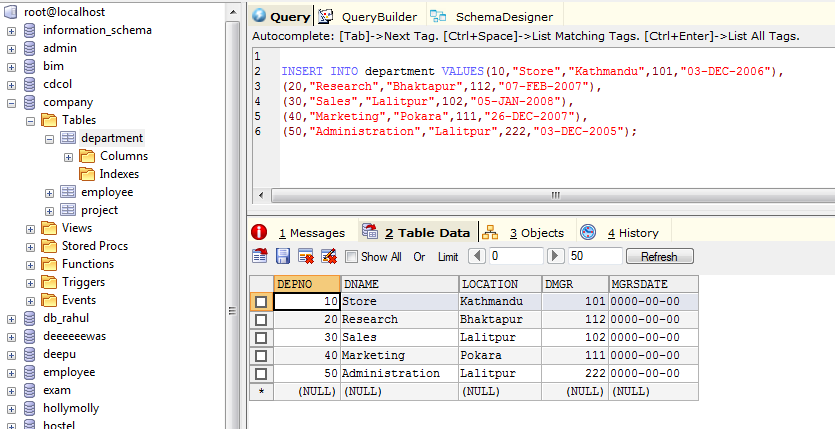 root@localhost
information_schema
admin
bim
cdcol
company
Tables
department
Columns
Indexes
employee
project
Views
Stored Procs
Functions
Triggers
Events
db_rahul
deeeeeewas
deepu
employee
exam
hollymolly
hostel
Query QueryBuilder SchemaDesigner
Autocomplete: [Tab]->Next Tag. [Ctrl+Space]->List Matching Tags. [Ctrl+Enter]->List All Tags.
1
2 INSERT INTO department VALUES(10,"Store","Kathmandu",101,"03-DEC-2006"),
3 (20,"Research","Bhaktapur",112,"07-FEB-2007"),
4 (30,"Sales","Lalitpur",102,"05-JAN-2008"),
5 (40,"Marketing","Pokara",111,"26-DEC-2007"),
6 (50,"Administration","Lalitpur",222,"03-DEC-2005");
1 Messages 2 Table Data 3 Objects 4 History
Show All Or Limit 0 50 Refresh
DEPNO DNAME LOCATION DMGR MGRSDATE
10 Store Kathmandu 101 0000-00-00
20 Research Bhaktapur 112 0000-00-00
30 Sales Lalitpur 102 0000-00-00
40 Marketing Pokara 111 0000-00-00
50 Administration Lalitpur 222 0000-00-00
* (NULL) (NULL) (NULL) (NULL) (NULL)